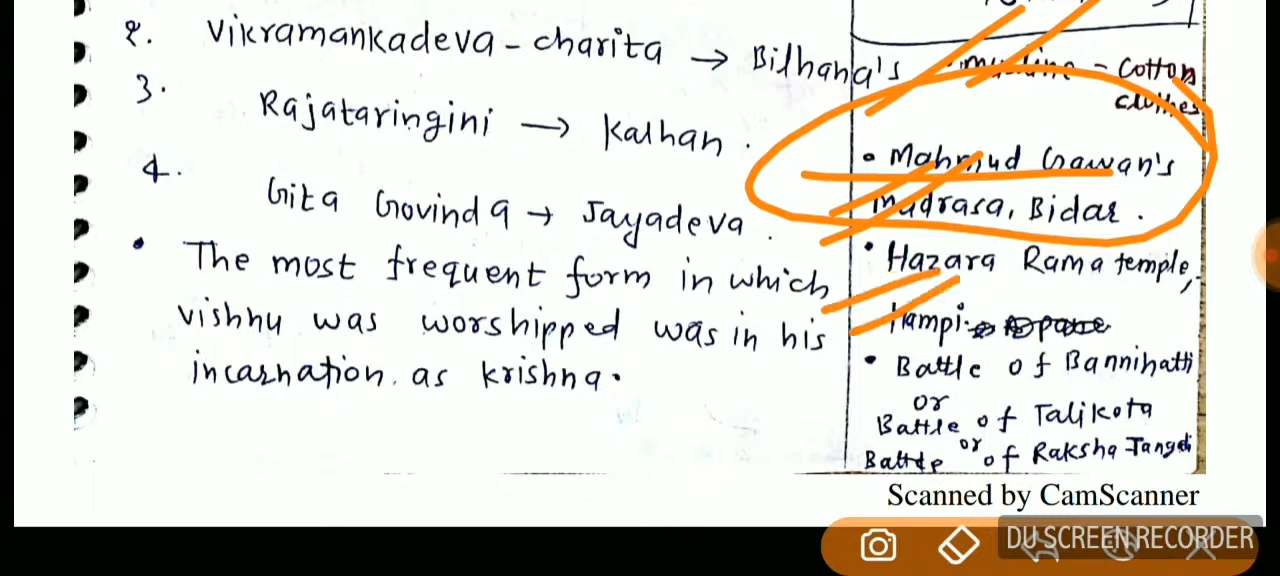 2. Vikramankadeva - charita → Bilhana's
3. Rajataringini → Kalhan.
4. Gita Govinda → Jayadeva.
• The most frequent form in which
vishnu was worshipped was in his
incarnation as krishna.
- Cotton
clothes
• Mahmud Gawan's
madrasa, Bidar.
• Hazara Rama temple,
Hampi.
• Battle of Bannihatti
or
Battle of Talikota
or
Battle of Raksha-Tangdi
Scanned by CamScanner
DU SCREEN RECORDER